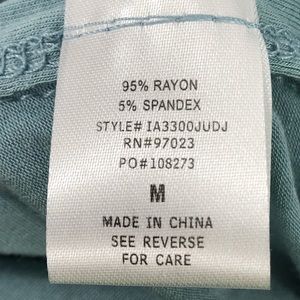 95% RAYON
5% SPANDEX
STYLE# IA3300JUDJ
RN#97023
PO#108273
M
MADE IN CHINA
SEE REVERSE
FOR CARE